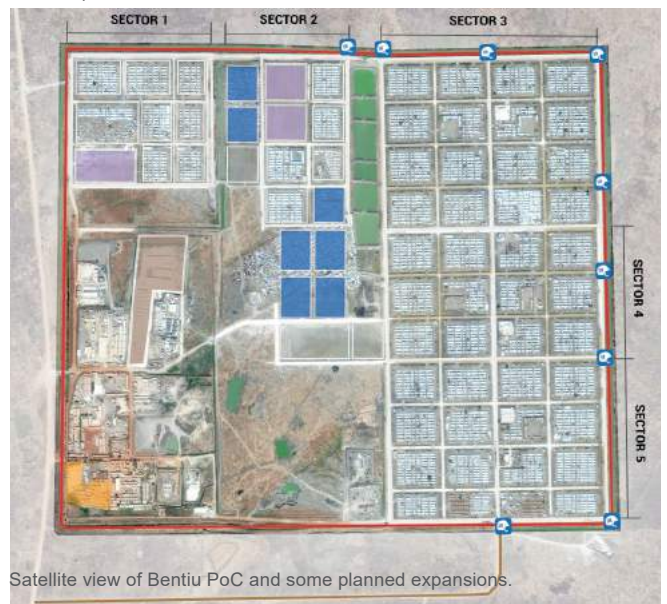 SECTOR 1
SECTOR 2
SECTOR 3
SECTOR 4
SECTOR 5
Satellite view of Bentiu PoC and some planned expansions.